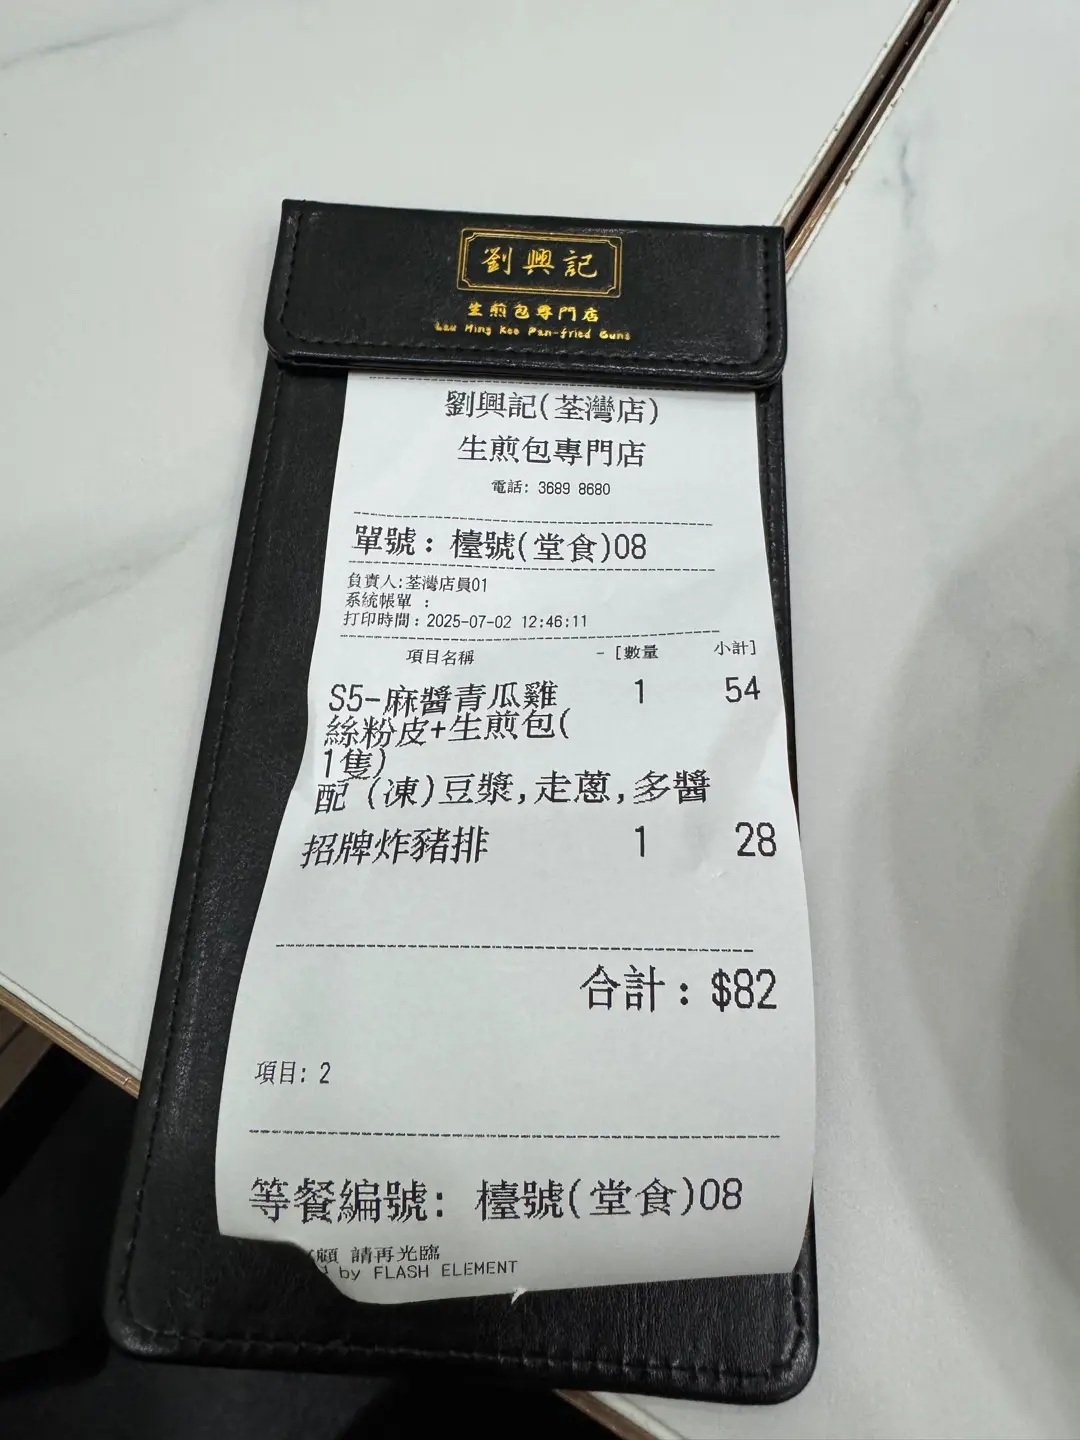 劉興記
生煎包專門店
Lau Hing Kee Pan-fried Buns
劉興記(荃灣店)
生煎包專門店
電話: 3689 8680
單號: 檯號(堂食)08
負責人:荃灣店員01
系統帳單 :
打印時間: 2025-07-02 12:46:11
項目名稱 - [數量 小計]
S5-麻醬青瓜雞 1 54
絲粉皮+生煎包(
1隻)
配 (凍)豆漿,走蔥,多醬
招牌炸豬排 1 28
合計: $82
項目: 2
等餐編號: 檯號(堂食)08
顧 請再光臨
by FLASH ELEMENT